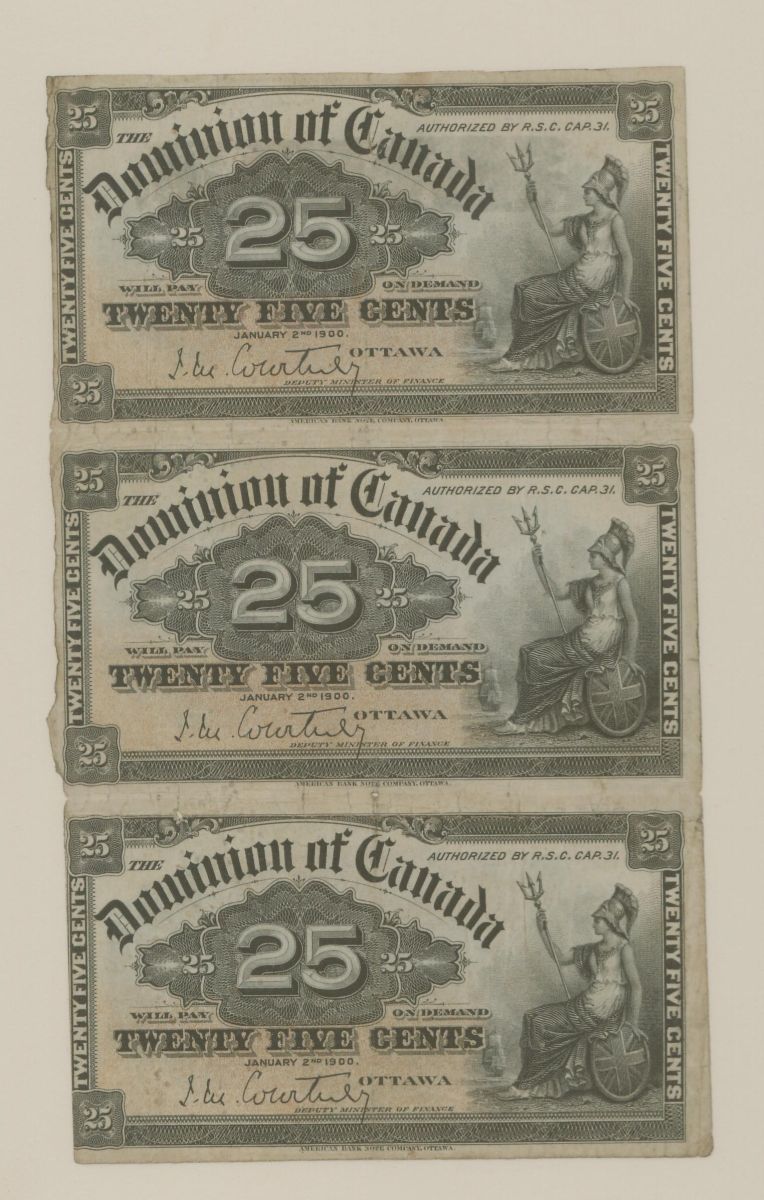 25 25
THE Dominion of Canada
AUTHORIZED BY R.S.C. CAP. 31.
TWENTY FIVE CENTS
25 25 25
TWENTY FIVE CENTS
WILL PAY ON DEMAND
TWENTY FIVE CENTS
JANUARY 2ND 1900.
J.M. Courtney OTTAWA
DEPUTY MINISTER OF FINANCE
25
AMERICAN BANK NOTE COMPANY, OTTAWA.
25 25
THE Dominion of Canada
AUTHORIZED BY R.S.C. CAP. 31.
TWENTY FIVE CENTS
25 25 25
TWENTY FIVE CENTS
WILL PAY ON DEMAND
TWENTY FIVE CENTS
JANUARY 2ND 1900.
J.M. Courtney OTTAWA
DEPUTY MINISTER OF FINANCE
25
AMERICAN BANK NOTE COMPANY, OTTAWA.
25 25
THE Dominion of Canada
AUTHORIZED BY R.S.C. CAP. 31.
TWENTY FIVE CENTS
25 25 25
TWENTY FIVE CENTS
WILL PAY ON DEMAND
TWENTY FIVE CENTS
JANUARY 2ND 1900.
J.M. Courtney OTTAWA
DEPUTY MINISTER OF FINANCE
25
AMERICAN BANK NOTE COMPANY, OTTAWA.